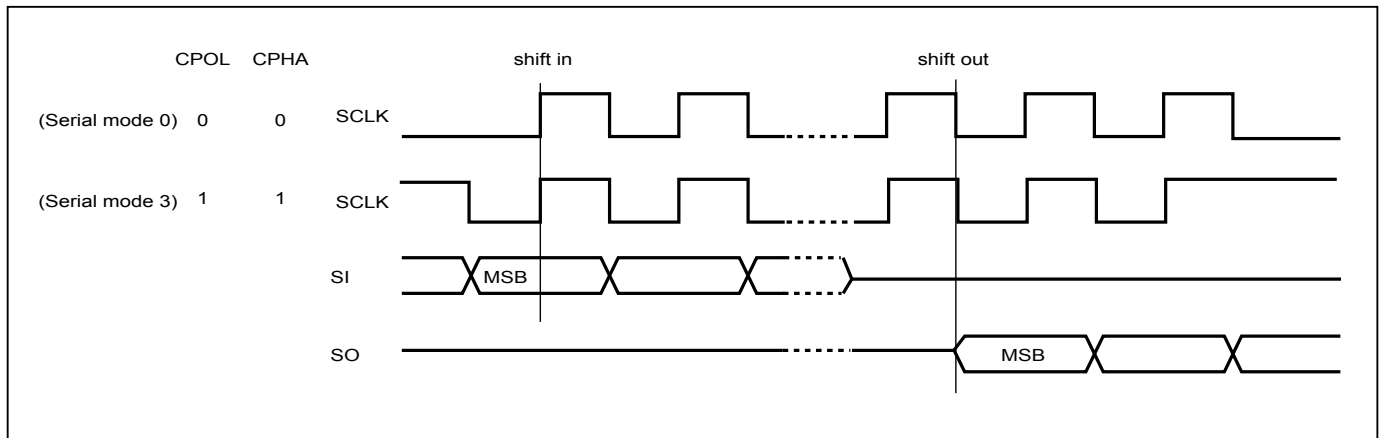 CPOL CPHA shift in shift out
(Serial mode 0) 0 0 SCLK
(Serial mode 3) 1 1 SCLK
SI MSB
SO MSB